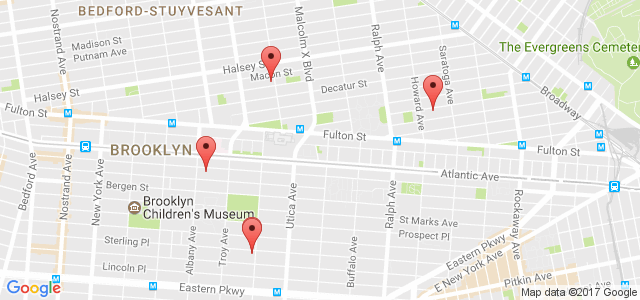 BEDFORD-STUYVESANT
Madison St
Putnam Ave
Nostrand Ave
Malcolm X Blvd
Ralph Ave
Saratoga Ave
The Evergreens Cemete
Halsey St
Macon St
Decatur St
Howard Ave
Broadway
Halsey St
Fulton St
Fulton St
Fulton St
BROOKLYN
Atlantic Ave
Bedford Ave
Nostrand Ave
New York Ave
Bergen St
Brooklyn
Children's Museum
Utica Ave
Ralph Ave
Rockaway Ave
St Marks Ave
Prospect Pl
Sterling Pl
Albany Ave
Troy Ave
Buffalo Ave
Lincoln Pl
Eastern Pkwy
E New York Ave
Pitkin Ave
Eastern Pkwy
Google
Map data ©2017 Google